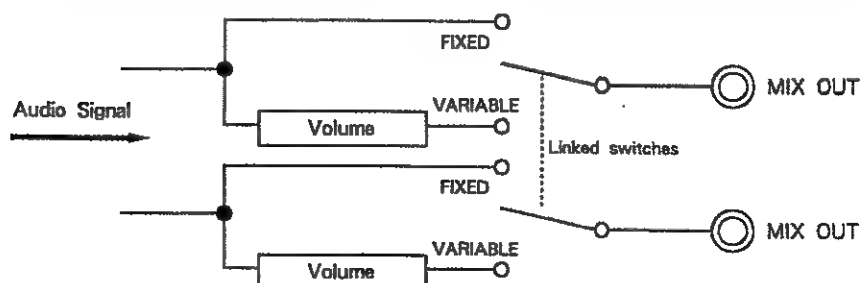 FIXED
MIX OUT
Audio Signal
VARIABLE
Volume
Linked switches
FIXED
MIX OUT
VARIABLE
Volume